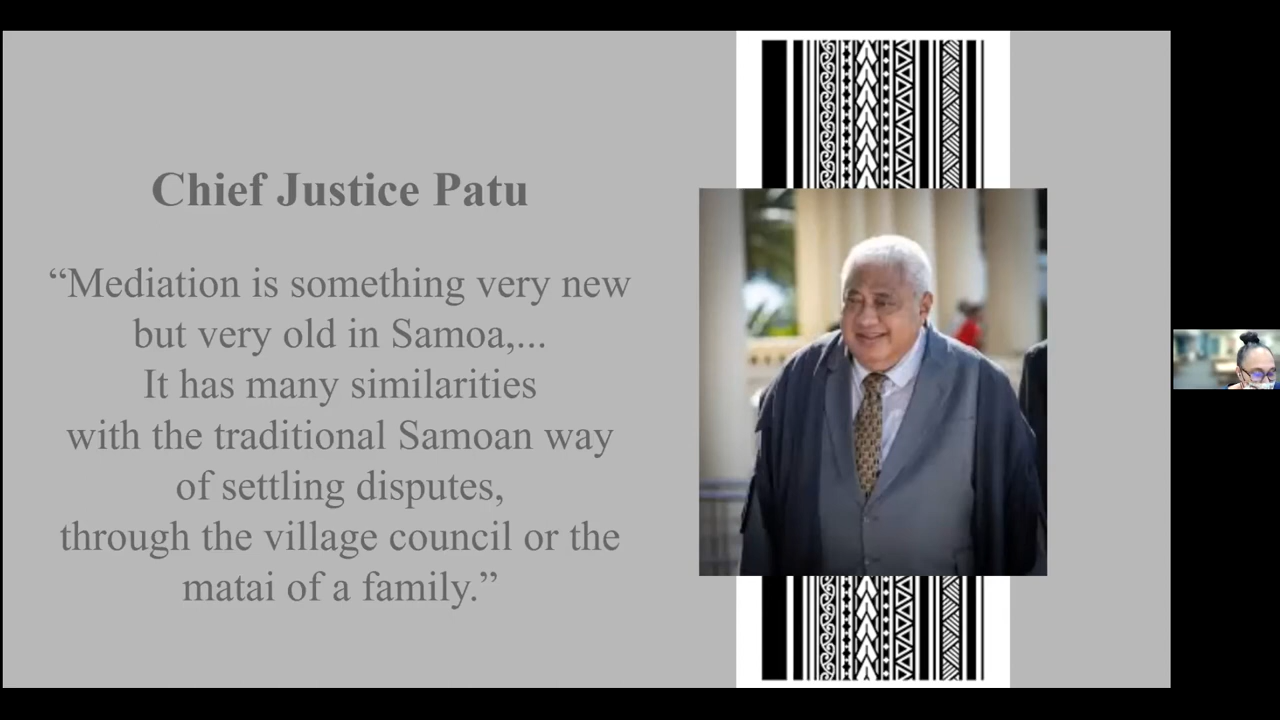 Chief Justice Patu
“Mediation is something very new
but very old in Samoa,...
It has many similarities
with the traditional Samoan way
of settling disputes,
through the village council or the
matai of a family.”